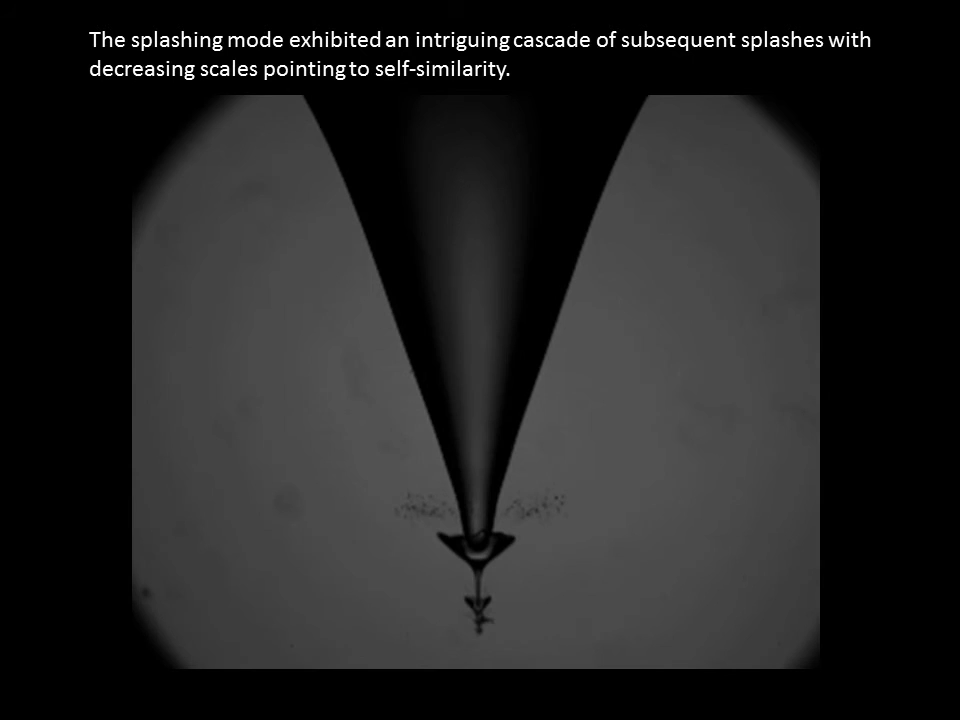 The splashing mode exhibited an intriguing cascade of subsequent splashes with
decreasing scales pointing to self-similarity.